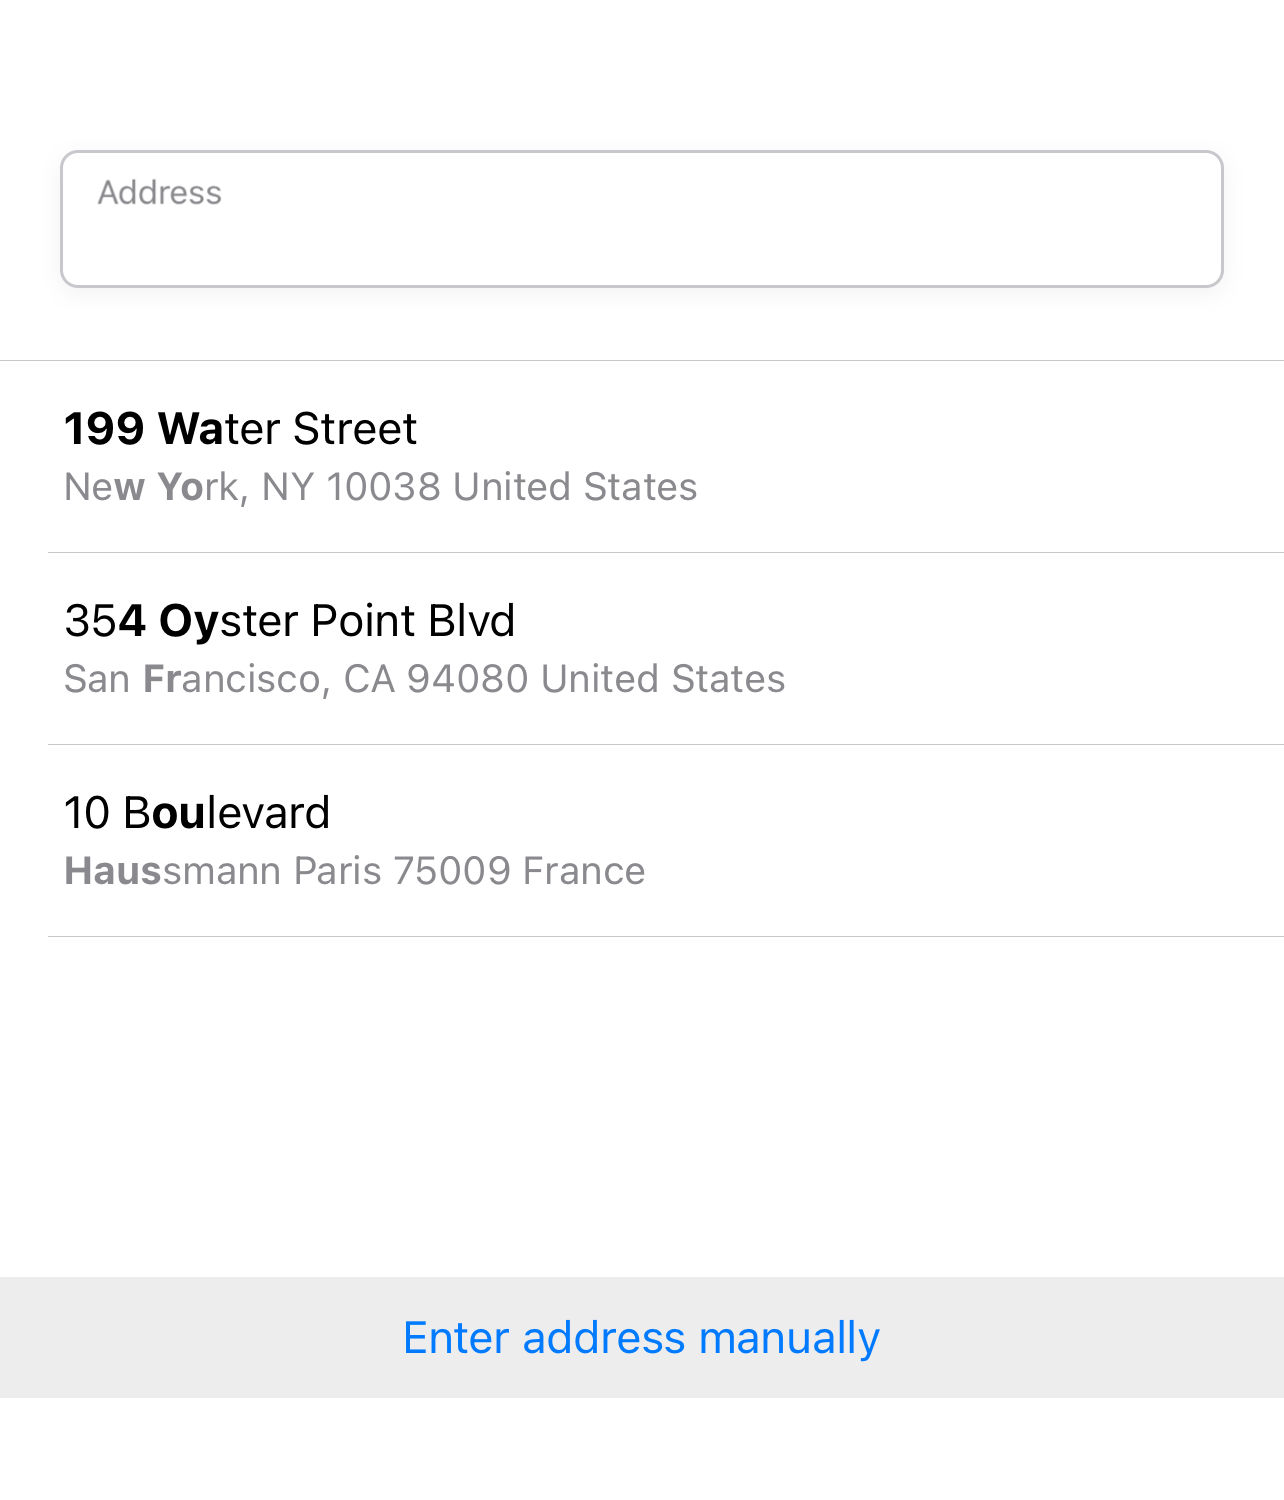 Address
199 Water Street
New York, NY 10038 United States
354 Oyster Point Blvd
San Francisco, CA 94080 United States
10 Boulevard
Haussmann Paris 75009 France
Enter address manually